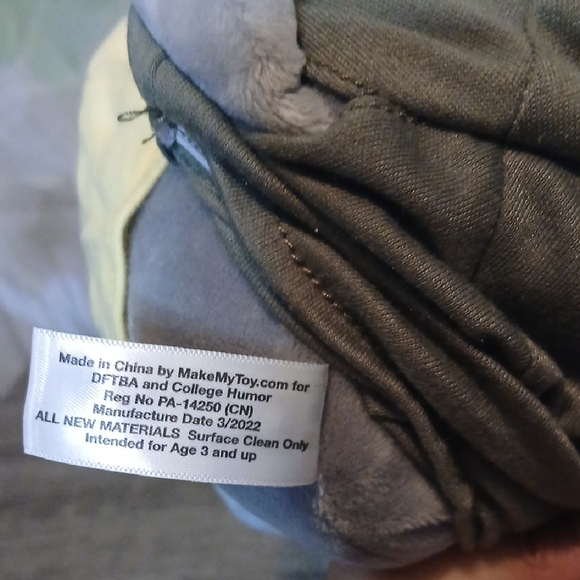 Made in China by MakeMyToy.com for
DFTBA and College Humor
Reg No PA-14250 (CN)
Manufacture Date 3/2022
ALL NEW MATERIALS Surface Clean Only
Intended for Age 3 and up